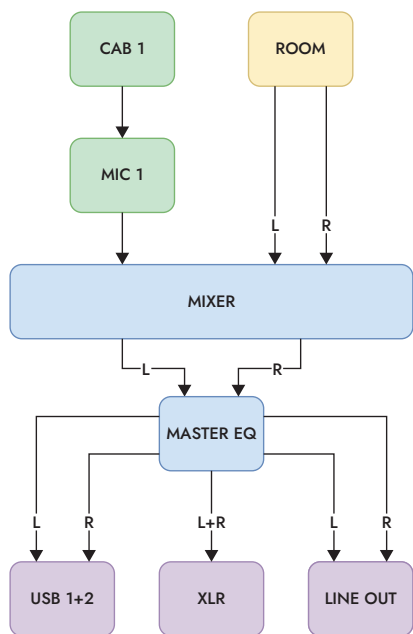 CAB 1
ROOM
MIC 1
L
R
MIXER
L
R
MASTER EQ
L
R
L+R
L
R
USB 1+2
XLR
LINE OUT